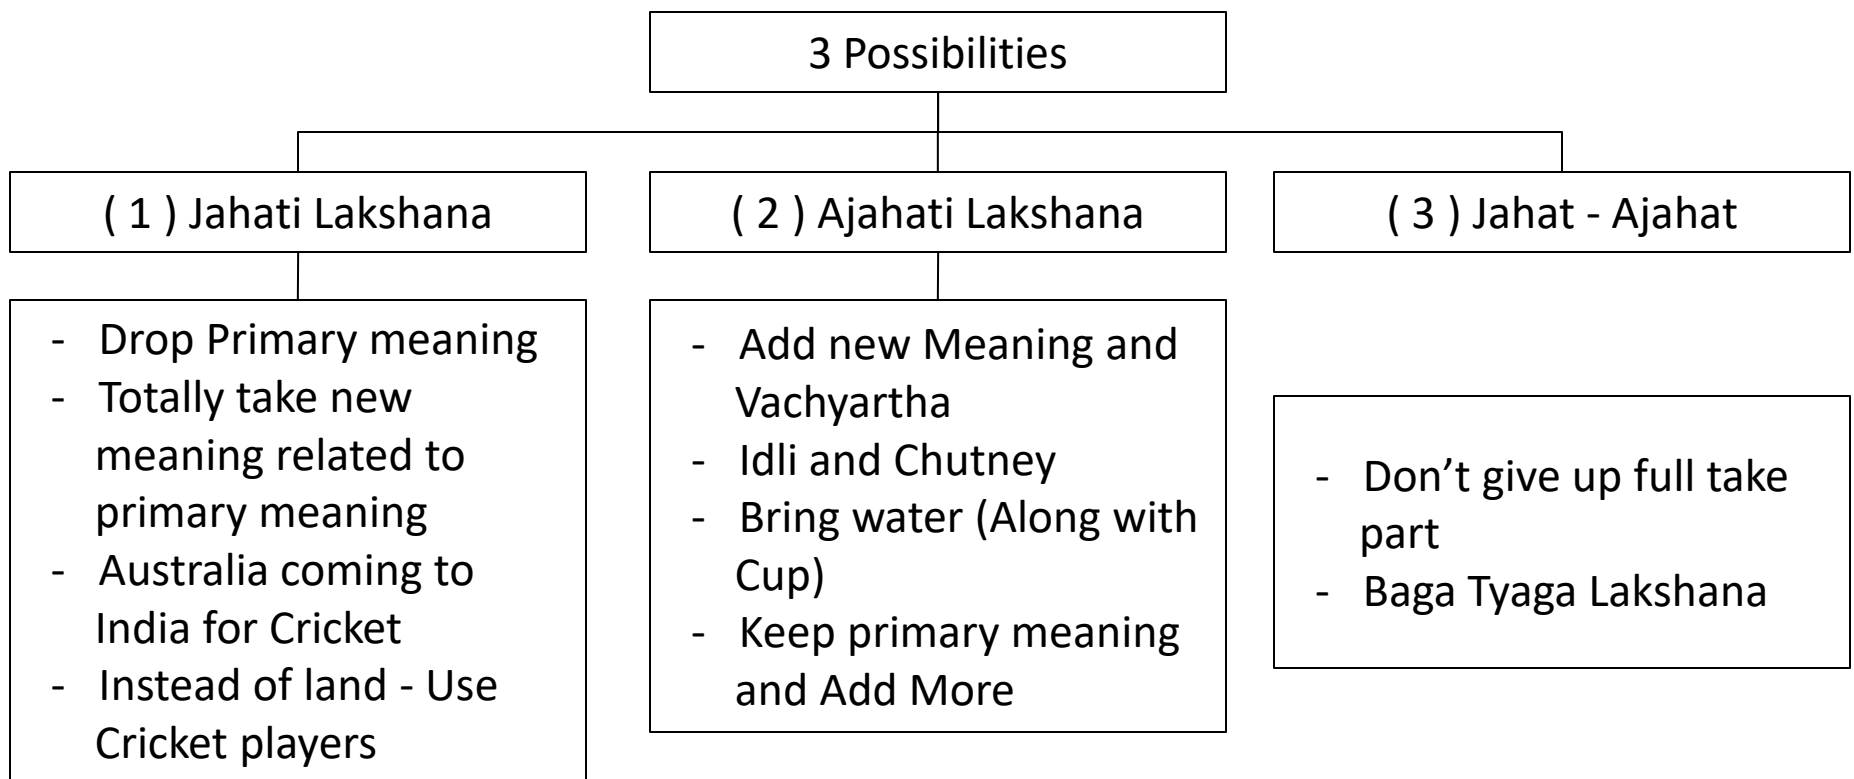 3 Possibilities
( 1 ) Jahati Lakshana
( 2 ) Ajahati Lakshana
( 3 ) Jahat - Ajahat
- Drop Primary meaning
- Totally take new
meaning related to
primary meaning
- Australia coming to
India for Cricket
- Instead of land - Use
Cricket players
- Add new Meaning and
Vachyartha
- Idli and Chutney
- Bring water (Along with
Cup)
- Keep primary meaning
and Add More
- Don’t give up full take
part
- Baga Tyaga Lakshana